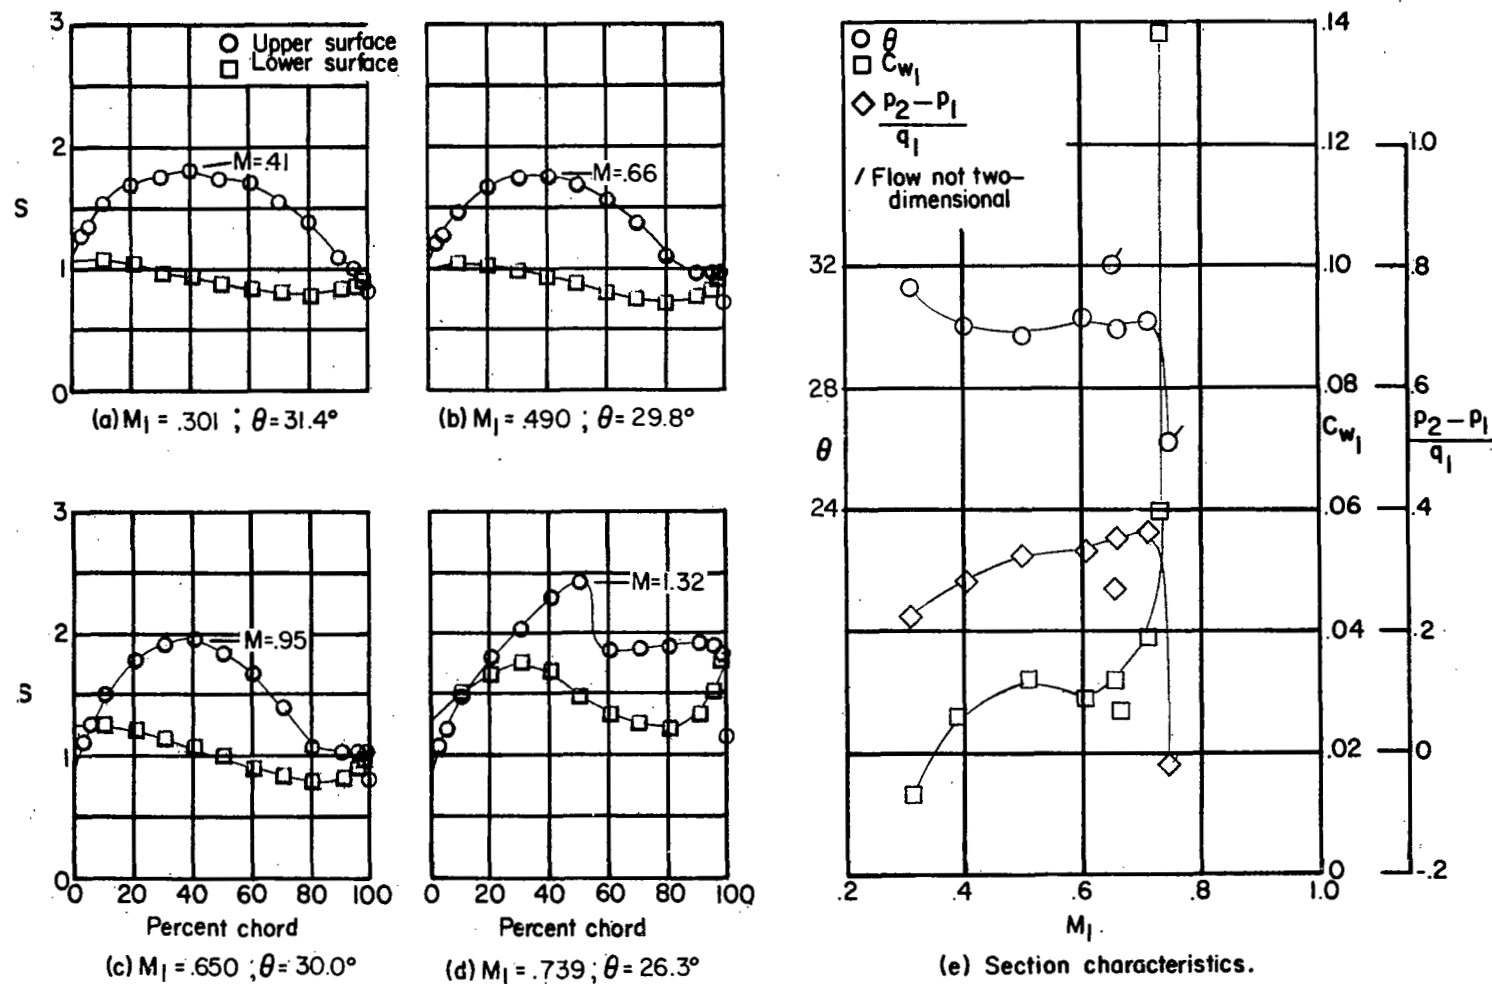 3
○ Upper surface
□ Lower surface
2
M=.41
M=.66
S
1
0
(a) M₁ = .301 ; θ=31.4°
(b) M₁ = .490 ; θ=29.8°
3
M=.95
M=1.32
2
S
1
0
0 20 40 60 80 100
0 20 40 60 80 100
Percent chord
Percent chord
(c) M₁ = .650 ; θ=30.0°
(d) M₁ = .739 ; θ=26.3°
○ θ
□ C_w₁
◇ p₂ – p₁
q₁
/ Flow not two–
dimensional
32
28
θ
24
.14
.12
.10
.08
C_w₁
.06
.04
.02
.0
1.0
.8
.6
p₂ – p₁
q₁
.4
.2
0
-.2
.2 .4 .6 .8 1.0
M₁
(e) Section characteristics.